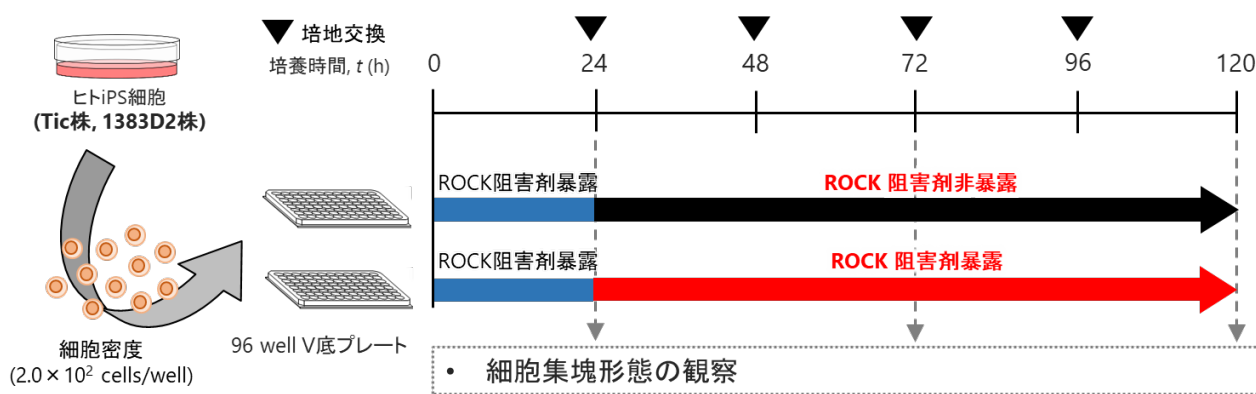 ▼ 培地交換
培養時間, t (h)
0 24 48 72 96 120
ヒトiPS細胞
(Tic株, 1383D2株)
ROCK阻害剤暴露 ROCK 阻害剤非暴露
ROCK阻害剤暴露 ROCK 阻害剤暴露
96 well V底プレート
細胞密度
(2.0×10² cells/well)
• 細胞集塊形態の観察